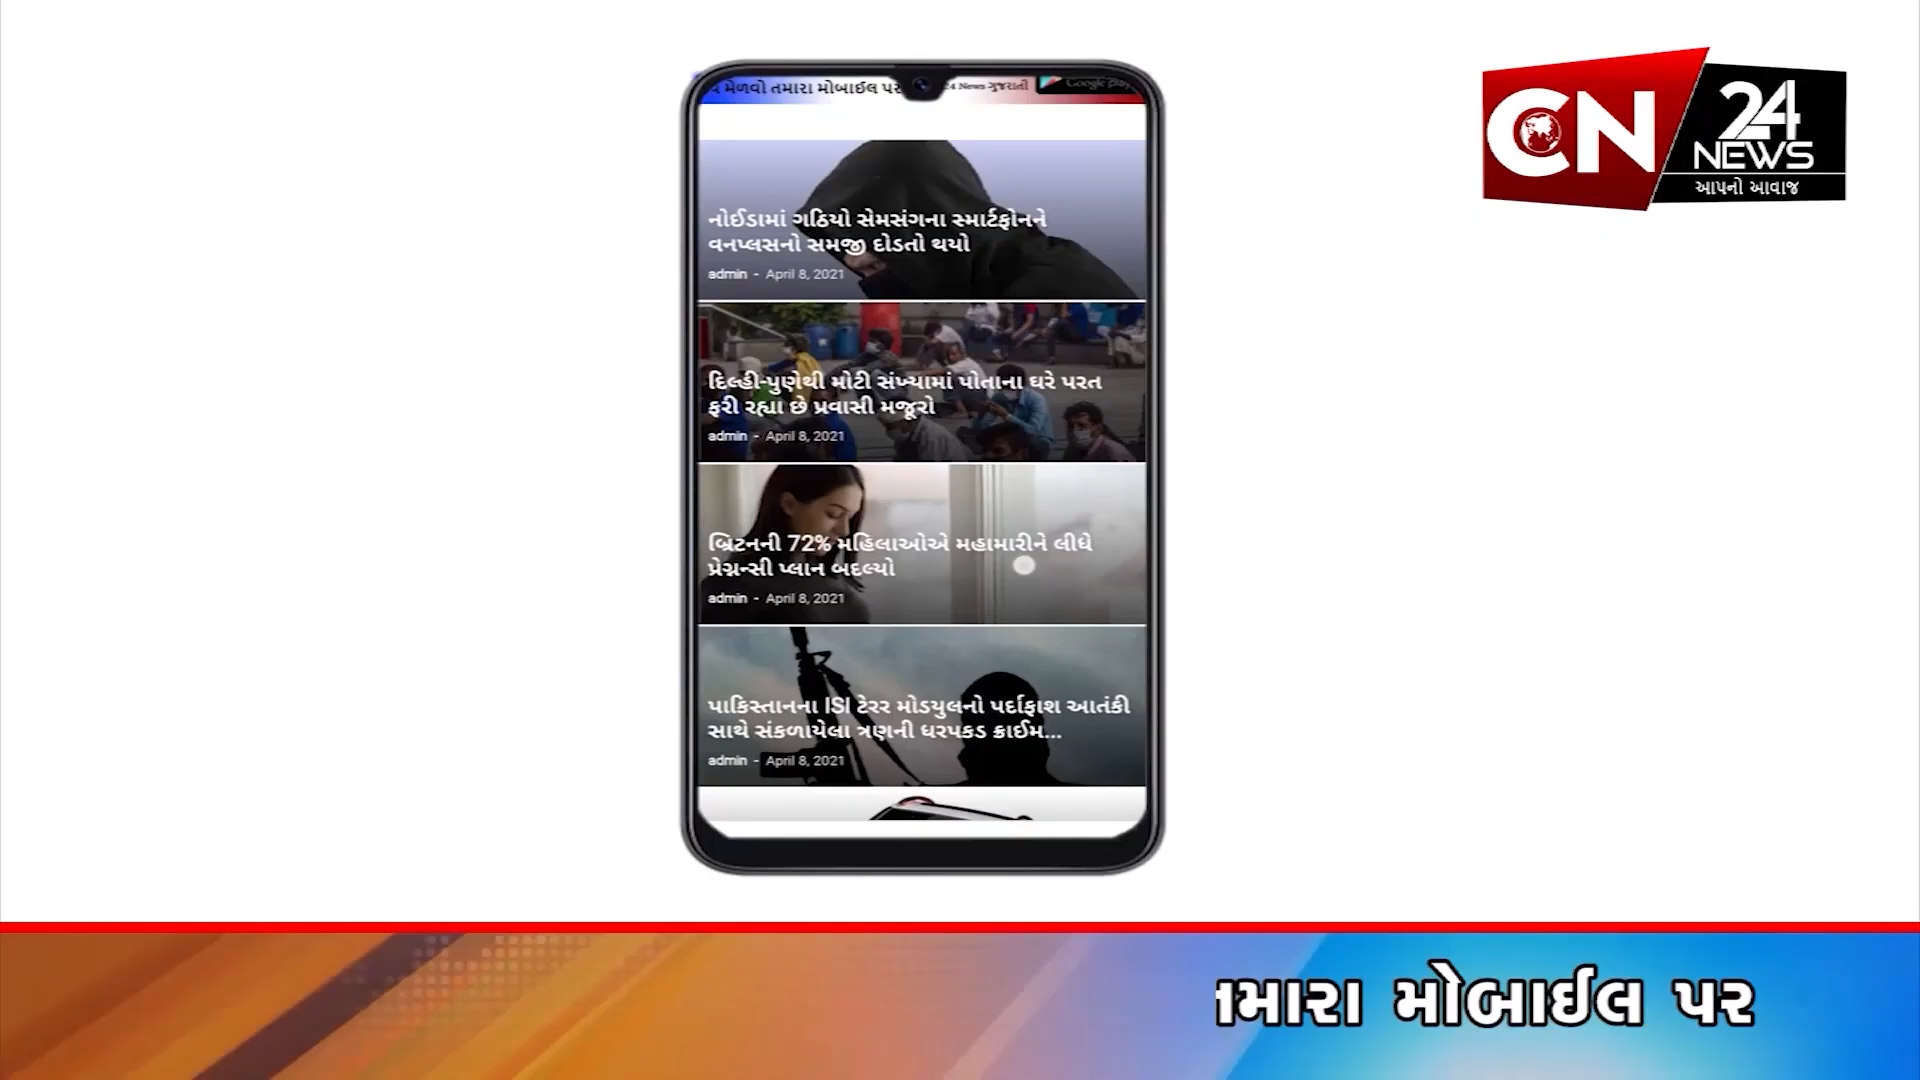 મેળવો તમારા મોબાઈલ પર
24 News ગુજરાતી
Google play
CN
24
NEWS
આપનો આવાજ
નોઈડામાં ગઠિયો સેમસંગના સ્માર્ટફોનને
વનપ્લસનો સમજી દોડતો થયો
admin - April 8, 2021
દિલ્હી-પુણેથી મોટી સંખ્યામાં પોતાના ઘરે પરત
ફરી રહ્યા છે પ્રવાસી મજૂરો
admin - April 8, 2021
બ્રિટનની 72% મહિલાઓએ મહામારીને લીધે
પ્રેગ્નન્સી પ્લાન બદલ્યો
admin - April 8, 2021
પાકિસ્તાનના ISI ટેરર મોડયુલનો પર્દાફાશ આતંકી
સાથે સંકળાયેલા ત્રણની ધરપકડ ક્રાઈમ...
admin - April 8, 2021
તમારા મોબાઈલ પર